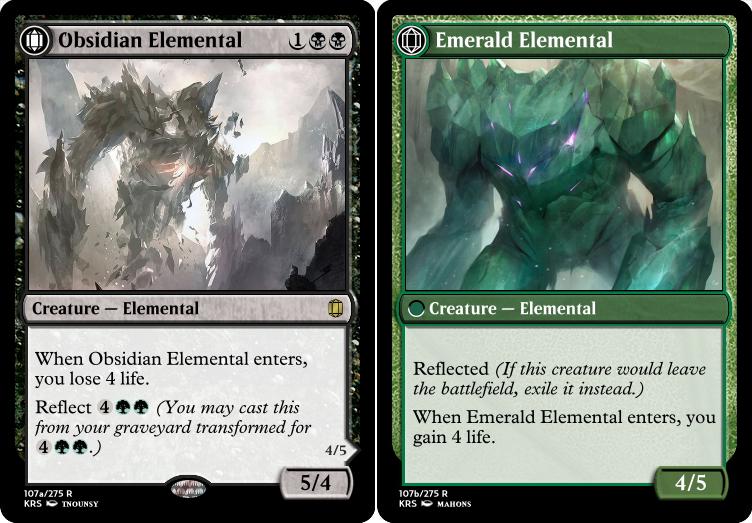 Obsidian Elemental 1
Creature — Elemental
When Obsidian Elemental enters,
you lose 4 life.
Reflect 4 (You may cast this
from your graveyard transformed for
4 .)
4/5
5/4
107a/275 R
KRS TNOUNSY
Emerald Elemental
Creature — Elemental
Reflected (If this creature would leave
the battlefield, exile it instead.)
When Emerald Elemental enters, you
gain 4 life.
4/5
107b/275 R
KRS MAHONS